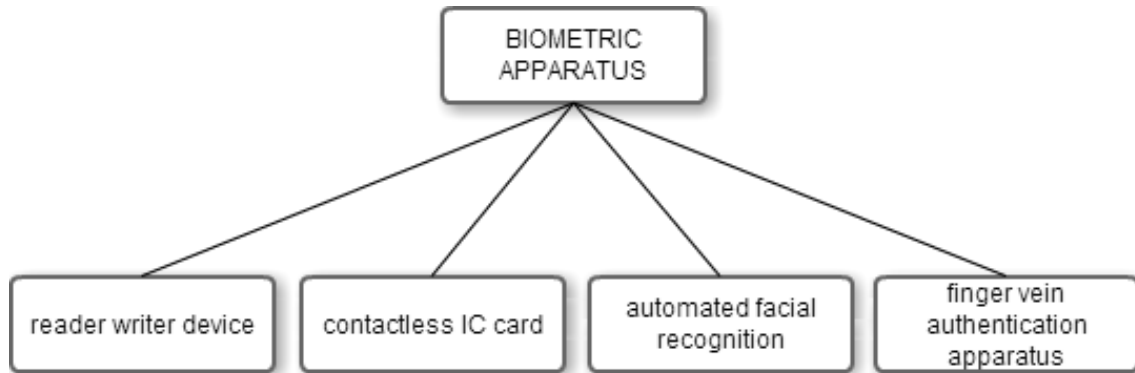 BIOMETRIC
APPARATUS
reader writer device
contactless IC card
automated facial
recognition
finger vein
authentication
apparatus